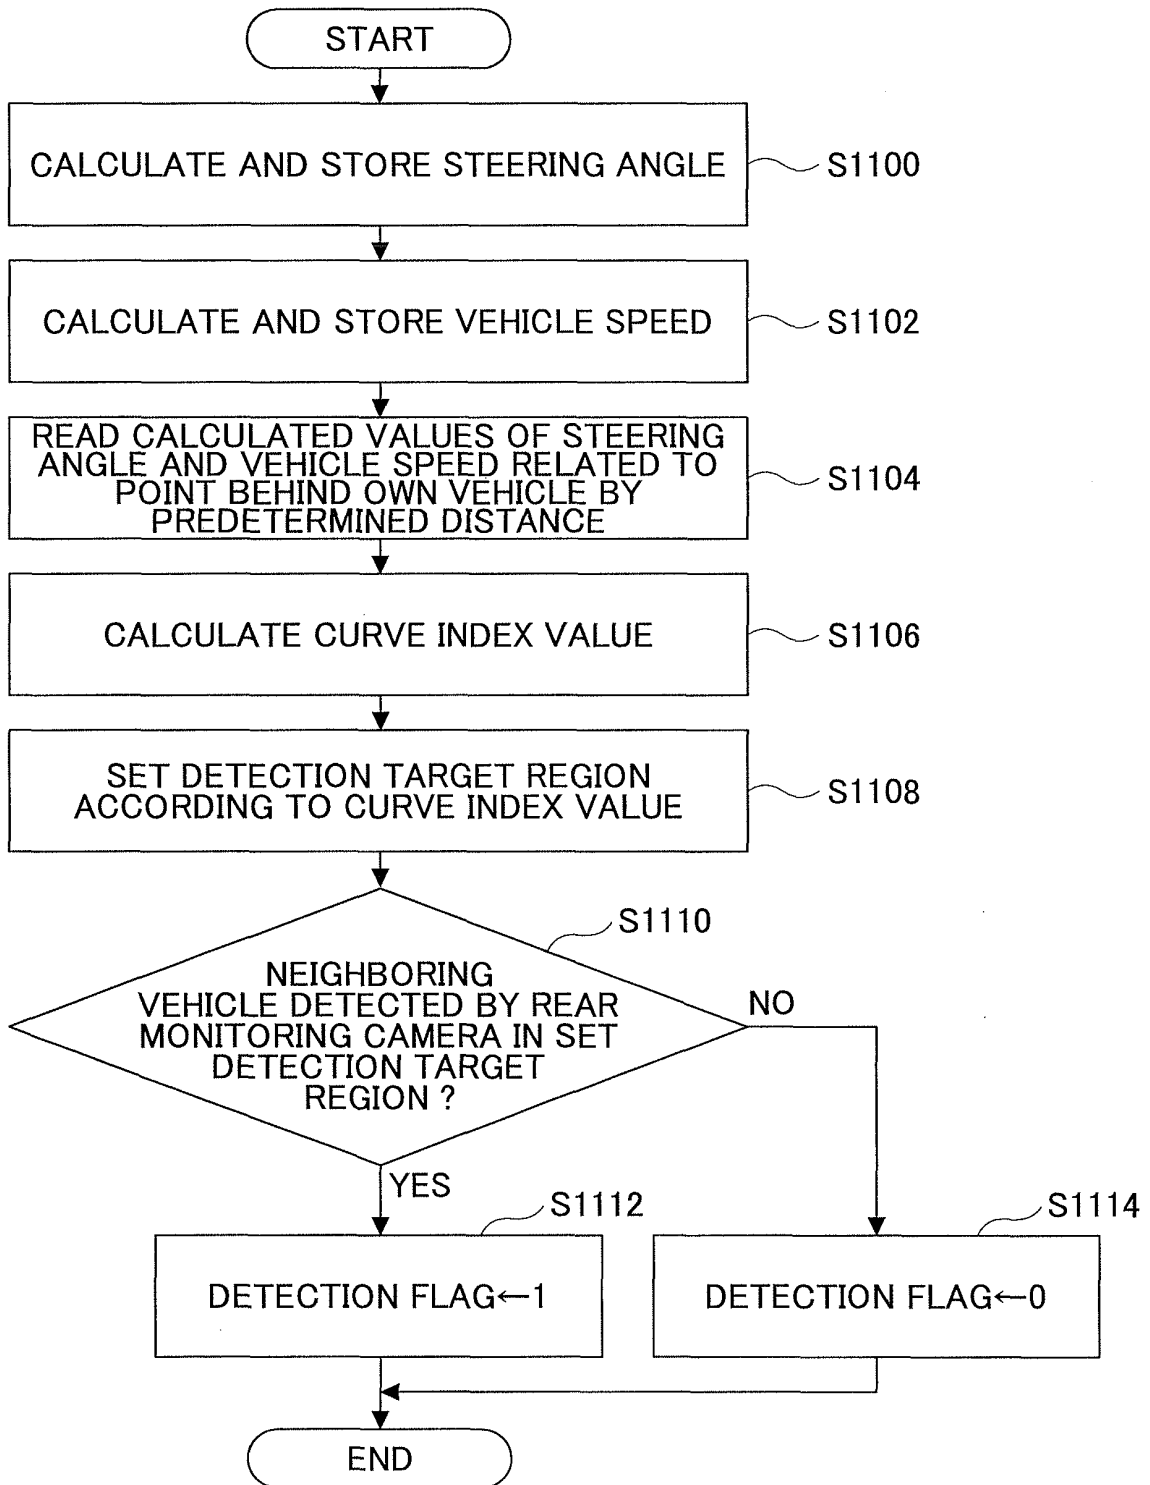 START
CALCULATE AND STORE STEERING ANGLE
S1100
CALCULATE AND STORE VEHICLE SPEED
S1102
READ CALCULATED VALUES OF STEERING
ANGLE AND VEHICLE SPEED RELATED TO
POINT BEHIND OWN VEHICLE BY
PREDETERMINED DISTANCE
S1104
CALCULATE CURVE INDEX VALUE
S1106
SET DETECTION TARGET REGION
ACCORDING TO CURVE INDEX VALUE
S1108
S1110
NEIGHBORING
VEHICLE DETECTED BY REAR
MONITORING CAMERA IN SET
DETECTION TARGET
REGION ?
NO
YES
S1112
DETECTION FLAG←1
S1114
DETECTION FLAG←0
END